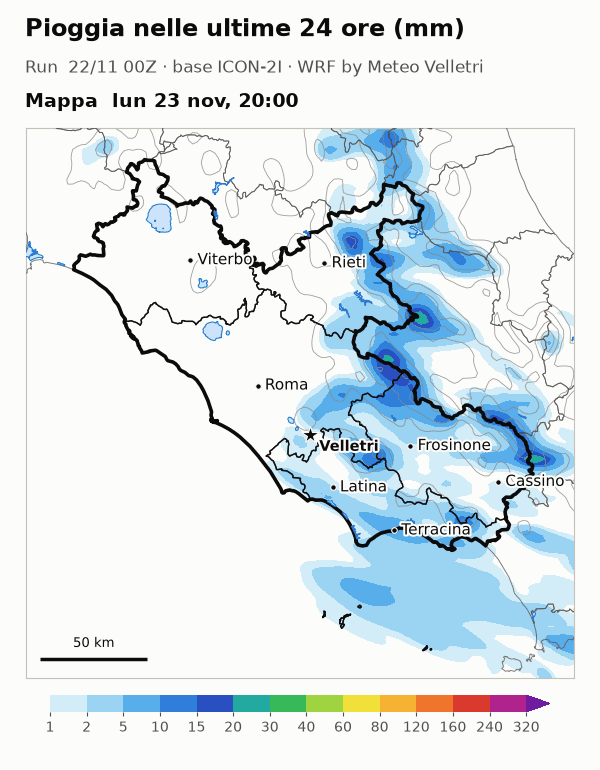 Pioggia nelle ultime 24 ore (mm)
Run 22/11 00Z · base ICON-2I · WRF by Meteo Velletri
Mappa lun 23 nov, 20:00
Viterbo
Rieti
Roma
Velletri
Frosinone
Latina
Cassino
Terracina
50 km
1 2 5 10 15 20 30 40 60 80 120 160 240 320